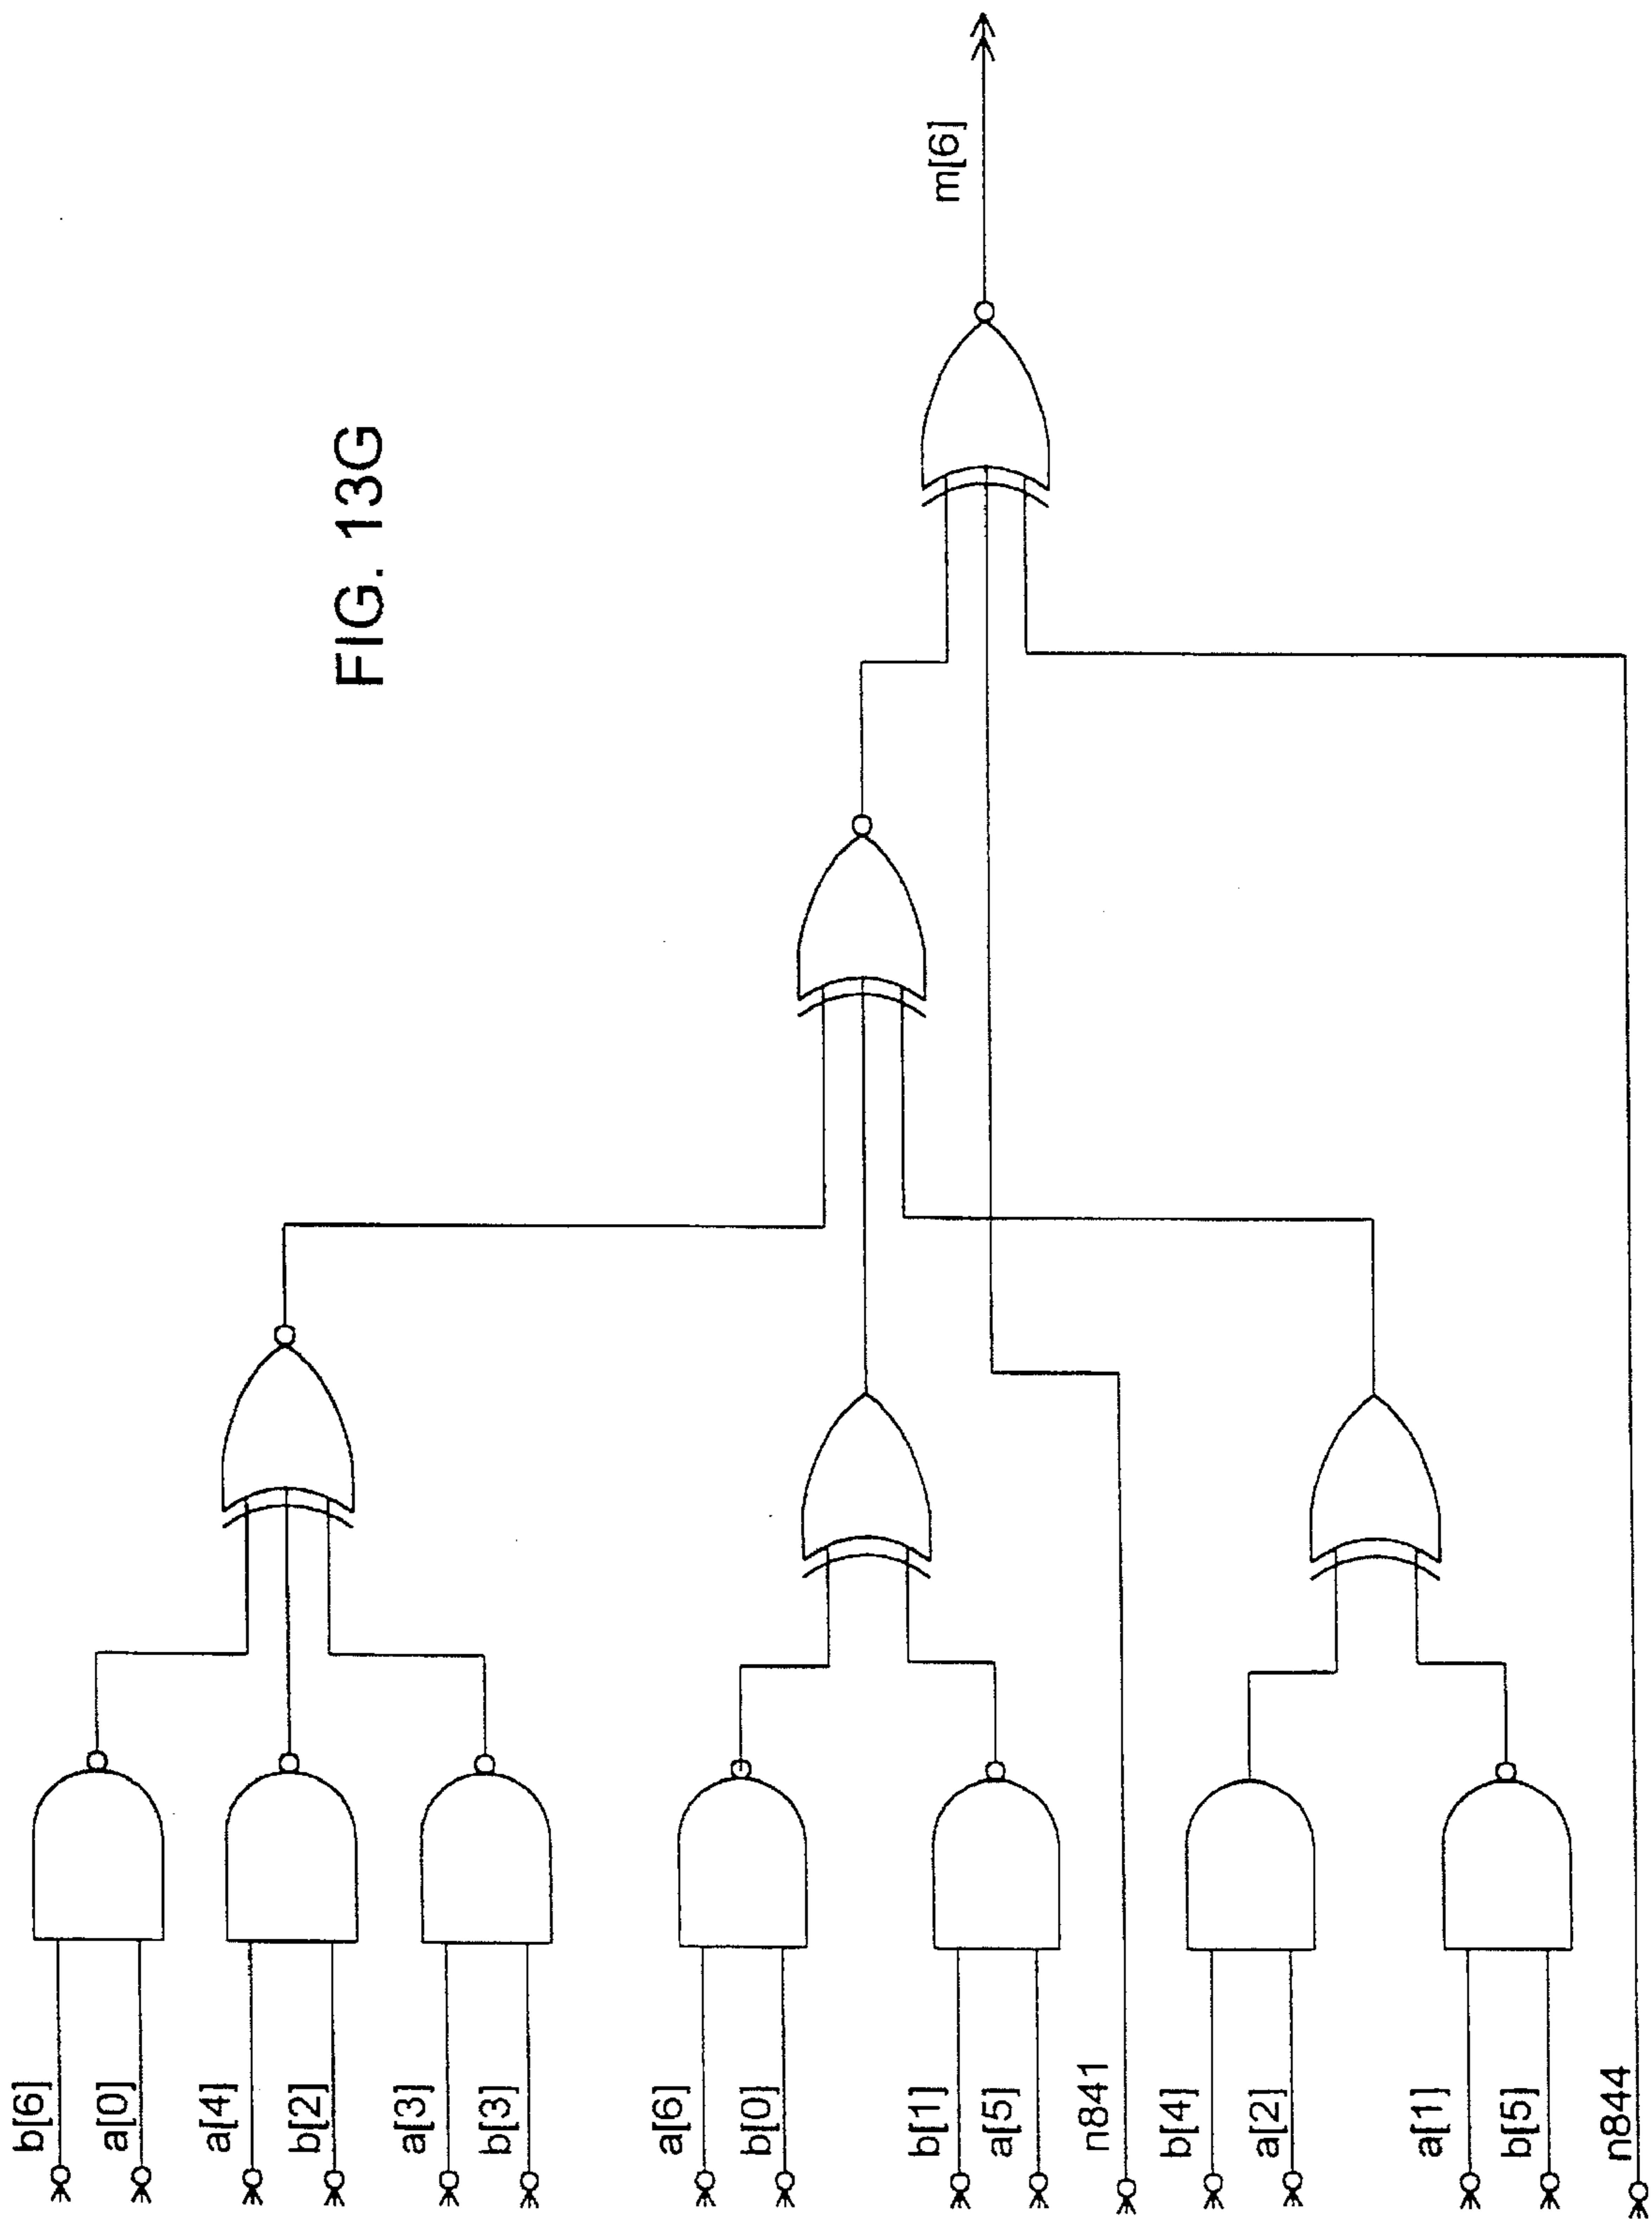 FIG. 13G
b[6]
a[0]
a[4]
b[2]
a[3]
b[3]
a[6]
b[0]
b[1]
a[5]
n841
b[4]
a[2]
a[1]
b[5]
n844
m[6]